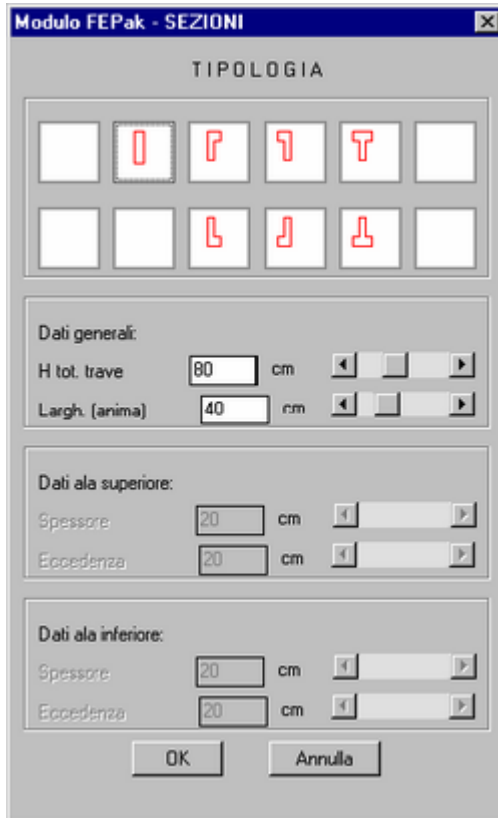 Modulo FEPak - SEZIONI
TIPOLOGIA
Dati generali:
H tot. trave 80 cm
Largh. (anima) 40 cm
Dati ala superiore:
Spessore 20 cm
Eccedenza 20 cm
Dati ala inferiore:
Spessore 20 cm
Eccedenza 20 cm
OK Annulla